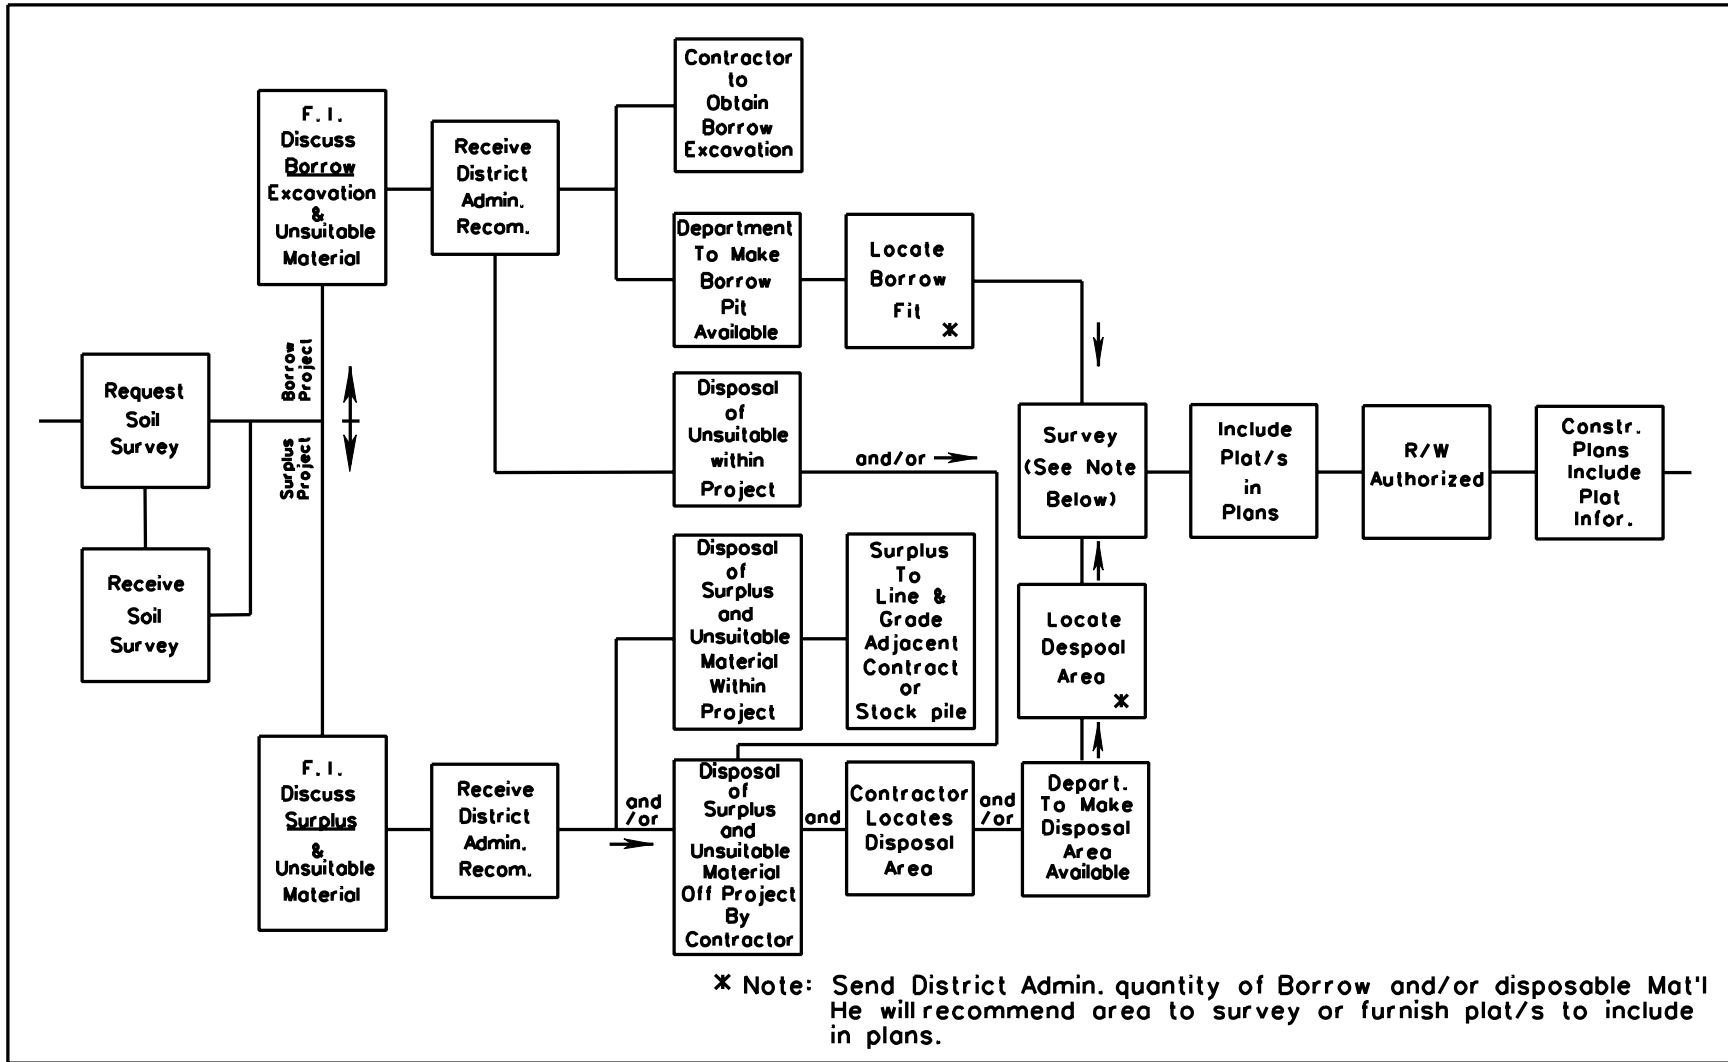 Contractor
to
Obtain
Borrow
Excavation
F. I.
Discuss
Borrow
Excavation
&
Unsuitable
Material
Receive
District
Admin.
Recom.
Department
To Make
Borrow
Pit
Available
Locate
Borrow
Fit
*
Borrow
Project
Surplus
Project
Request
Soil
Survey
Receive
Soil
Survey
Disposal
of
Unsuitable
within
Project
and/or
Survey
(See Note
Below)
Include
Plat/s
in
Plans
R/W
Authorized
Constr.
Plans
Include
Plat
Infor.
Disposal
of
Surplus
and
Unsuitable
Material
Within
Project
Surplus
To
Line &
Grade
Adjacent
Contract
or
Stock pile
Locate
Despoal
Area
*
F. I.
Discuss
Surplus
&
Unsuitable
Material
Receive
District
Admin.
Recom.
and
/or
Disposal
of
Surplus
and
Unsuitable
Material
Off Project
By
Contractor
and
Contractor
Locates
Disposal
Area
and
/or
Depart.
To Make
Disposal
Area
Available
* Note: Send District Admin. quantity of Borrow and/or disposable Mat'l
He will recommend area to survey or furnish plat/s to include
in plans.